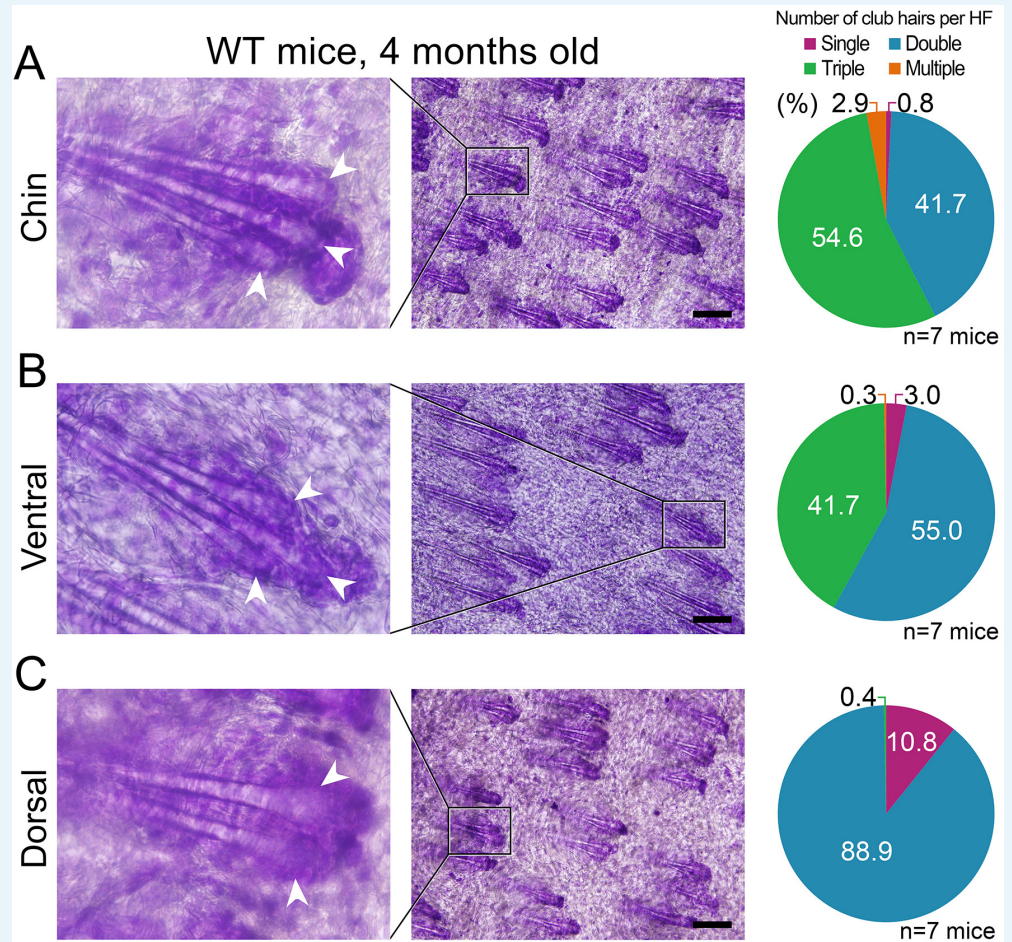 WT mice, 4 months old
Number of club hairs per HF
Single Double
Triple Multiple
A
Chin
(%) 2.9 0.8
41.7
54.6
n=7 mice
B
Ventral
0.3 3.0
41.7
55.0
n=7 mice
C
Dorsal
0.4
10.8
88.9
n=7 mice